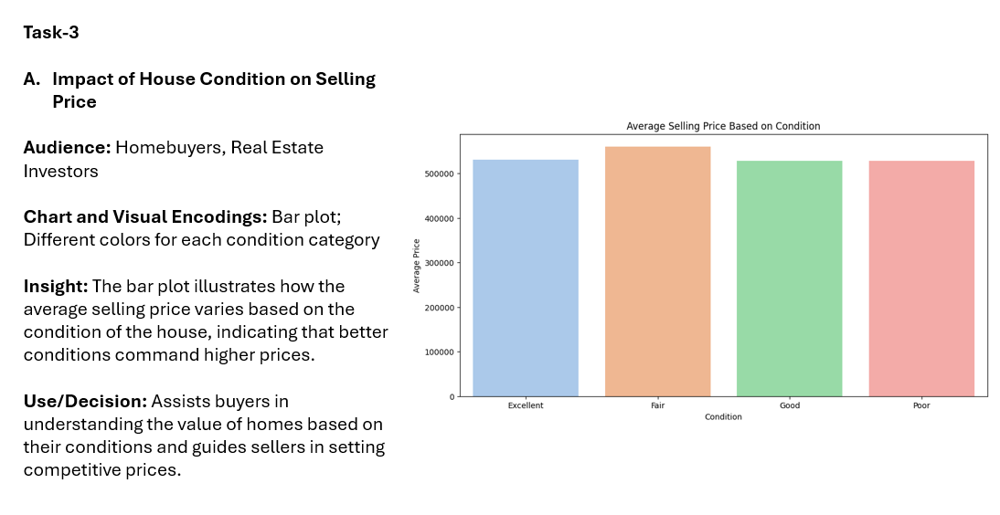 Task-3
A. Impact of House Condition on Selling
Price
Audience: Homebuyers, Real Estate
Investors
Chart and Visual Encodings: Bar plot;
Different colors for each condition category
Insight: The bar plot illustrates how the
average selling price varies based on the
condition of the house, indicating that better
conditions command higher prices.
Use/Decision: Assists buyers in
understanding the value of homes based on
their conditions and guides sellers in setting
competitive prices.
Average Selling Price Based on Condition
Average Price
500000
400000
300000
200000
100000
0
Excellent Fair Good Poor
Condition